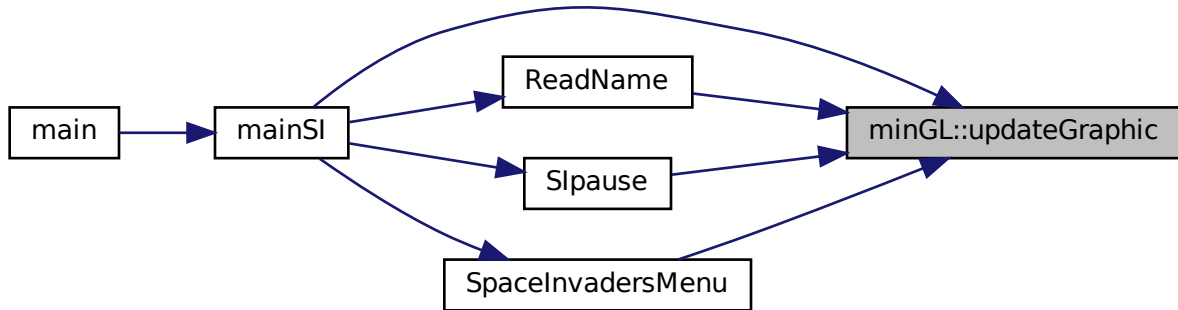 main
mainSI
ReadName
SIpause
SpaceInvadersMenu
minGL::updateGraphic